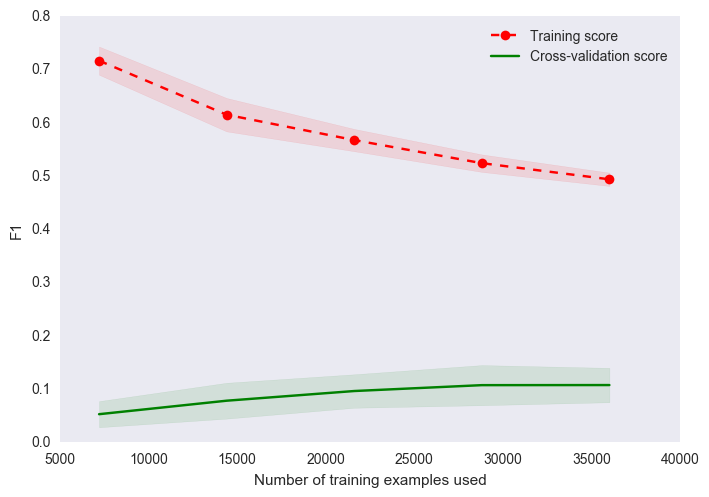 0.8
0.7
0.6
0.5
0.4
0.3
0.2
0.1
0.0
F1
Training score
Cross-validation score
5000 10000 15000 20000 25000 30000 35000 40000
Number of training examples used